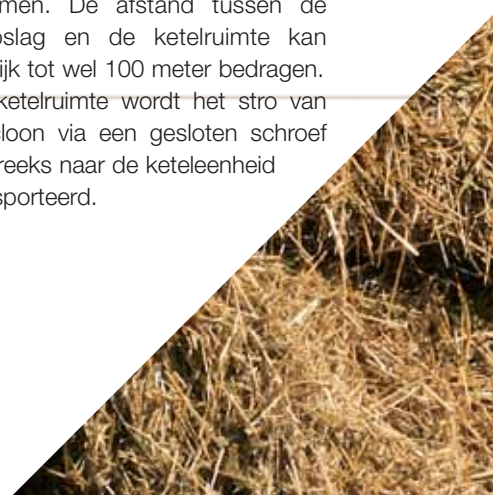 men. De afstand tussen de
oslag en de ketelruimte kan
ijk tot wel 100 meter bedragen.
ketelruimte wordt het stro van
loon via een gesloten schroef
reeks naar de keteleenheid
sporteerd.